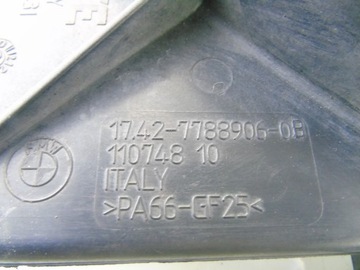 17.42-7788906-08
110748 10
ITALY
>PA66-GF25<
BMW